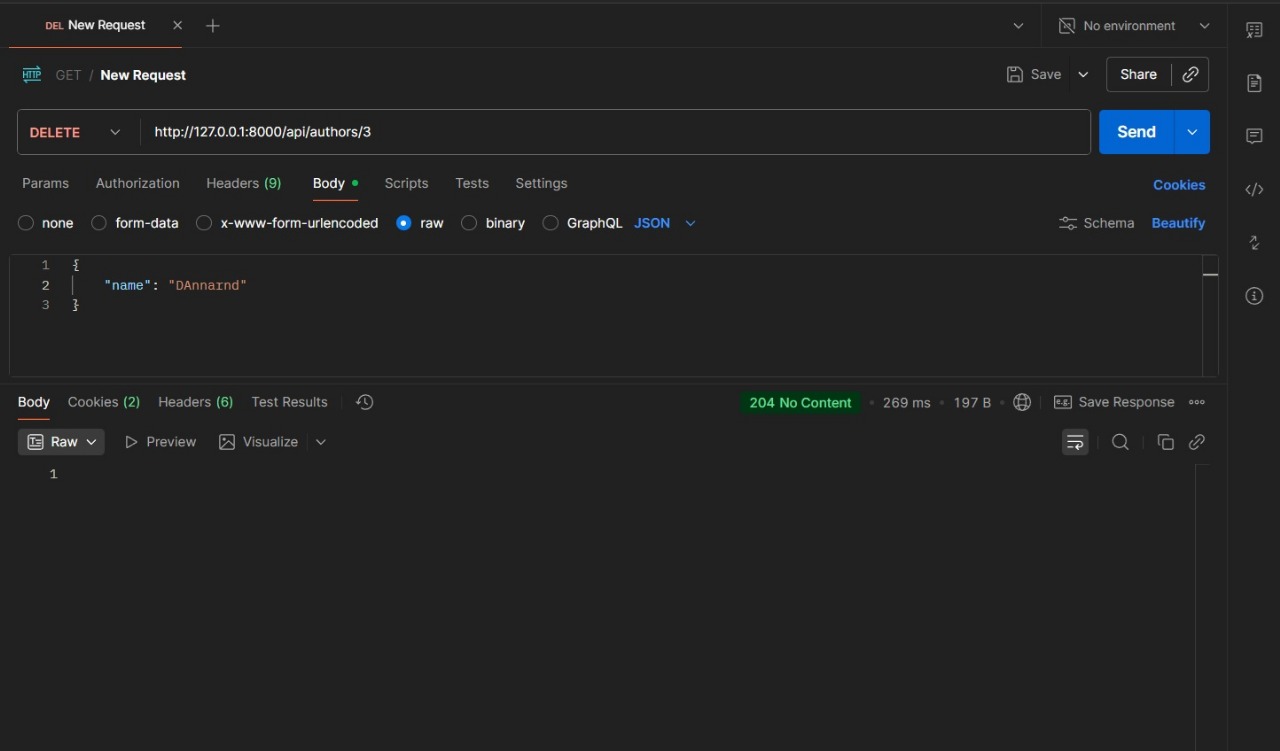 DEL New Request
No environment
HTTP GET / New Request
Save
Share
DELETE http://127.0.0.1:8000/api/authors/3
Send
Params Authorization Headers (9) Body Scripts Tests Settings
Cookies
none form-data x-www-form-urlencoded raw binary GraphQL JSON
Schema Beautify
1 {
2 "name": "DAnnarnd"
3 }
Body Cookies (2) Headers (6) Test Results
204 No Content • 269 ms • 197 B • e.g. Save Response
Raw Preview Visualize
1